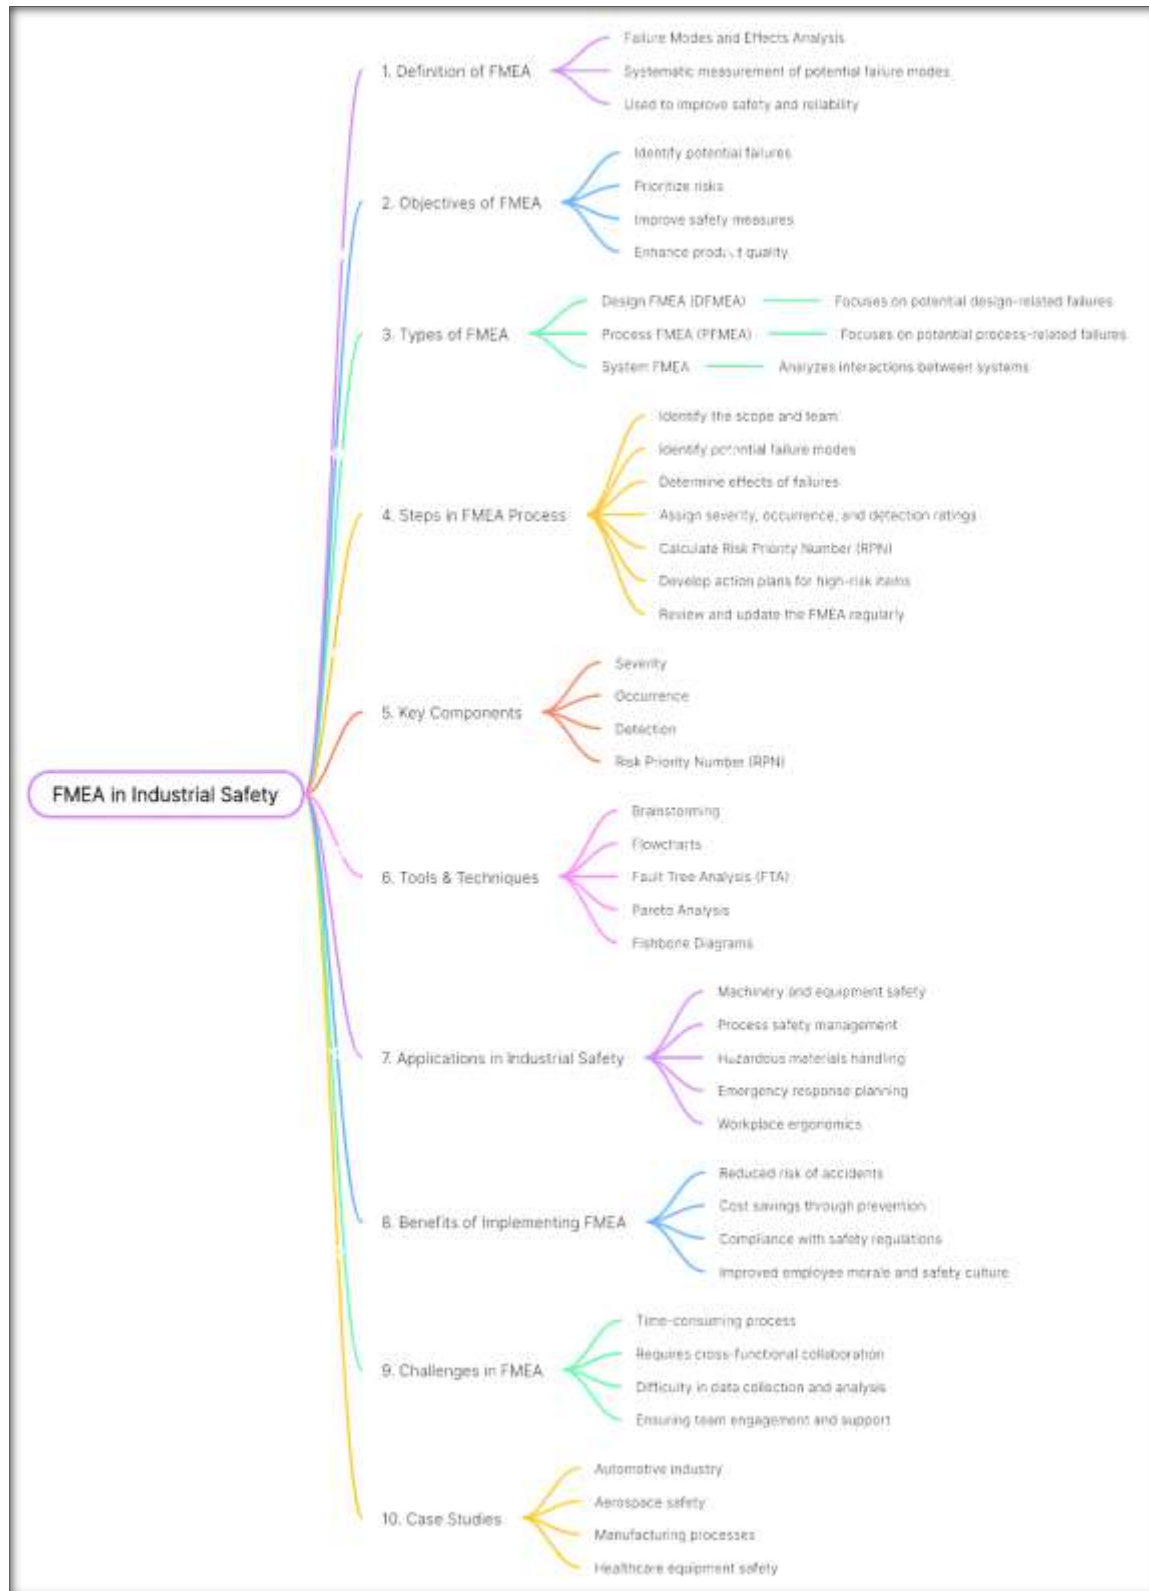 FMEA in Industrial Safety
1. Definition of FMEA
Failure Modes and Effects Analysis
Systematic measurement of potential failure modes
Used to improve safety and reliability
2. Objectives of FMEA
Identify potential failures
Prioritize risks
Improve safety measures
Enhance product quality
3. Types of FMEA
Design FMEA (DFMEA)
Focuses on potential design-related failures
Process FMEA (PFMEA)
Focuses on potential process-related failures
System FMEA
Analyzes interactions between systems
4. Steps in FMEA Process
Identify the scope and team
Identify potential failure modes
Determine effects of failures
Assign severity, occurrence, and detection ratings
Calculate Risk Priority Number (RPN)
Develop action plans for high-risk items
Review and update the FMEA regularly
5. Key Components
Severity
Occurrence
Detection
Risk Priority Number (RPN)
6. Tools & Techniques
Brainstorming
Flowcharts
Fault Tree Analysis (FTA)
Pareto Analysis
Fishbone Diagrams
7. Applications in Industrial Safety
Machinery and equipment safety
Process safety management
Hazardous materials handling
Emergency response planning
Workplace ergonomics
8. Benefits of Implementing FMEA
Reduced risk of accidents
Cost savings through prevention
Compliance with safety regulations
Improved employee morale and safety culture
9. Challenges in FMEA
Time-consuming process
Requires cross-functional collaboration
Difficulty in data collection and analysis
Ensuring team engagement and support
10. Case Studies
Automotive industry
Aerospace safety
Manufacturing processes
Healthcare equipment safety